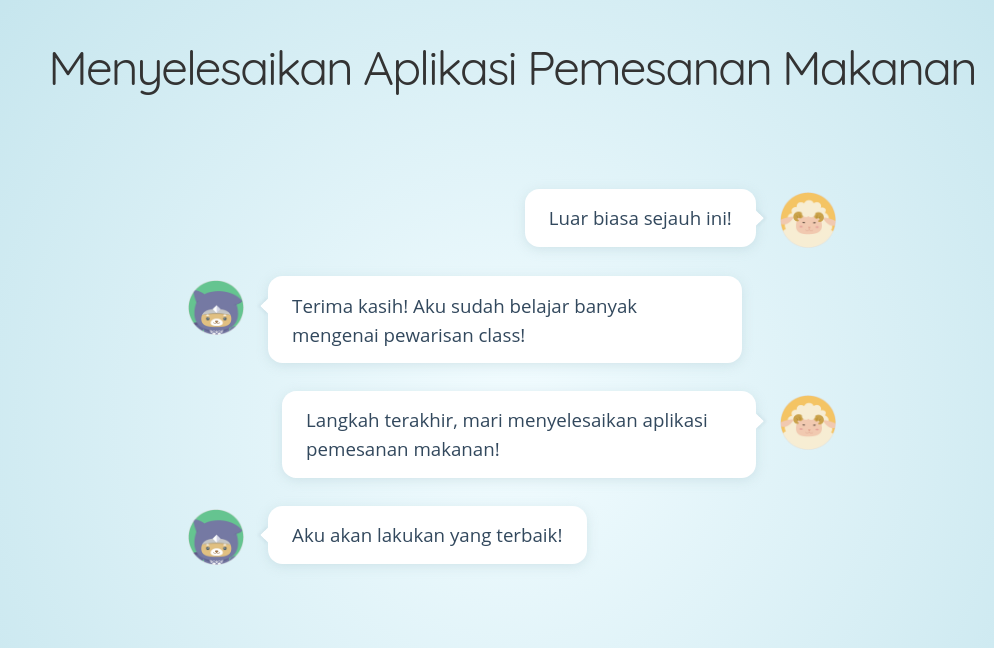 Menyelesaikan Aplikasi Pemesanan Makanan
Luar biasa sejauh ini!
Terima kasih! Aku sudah belajar banyak
mengenai pewarisan class!
Langkah terakhir, mari menyelesaikan aplikasi
pemesanan makanan!
Aku akan lakukan yang terbaik!